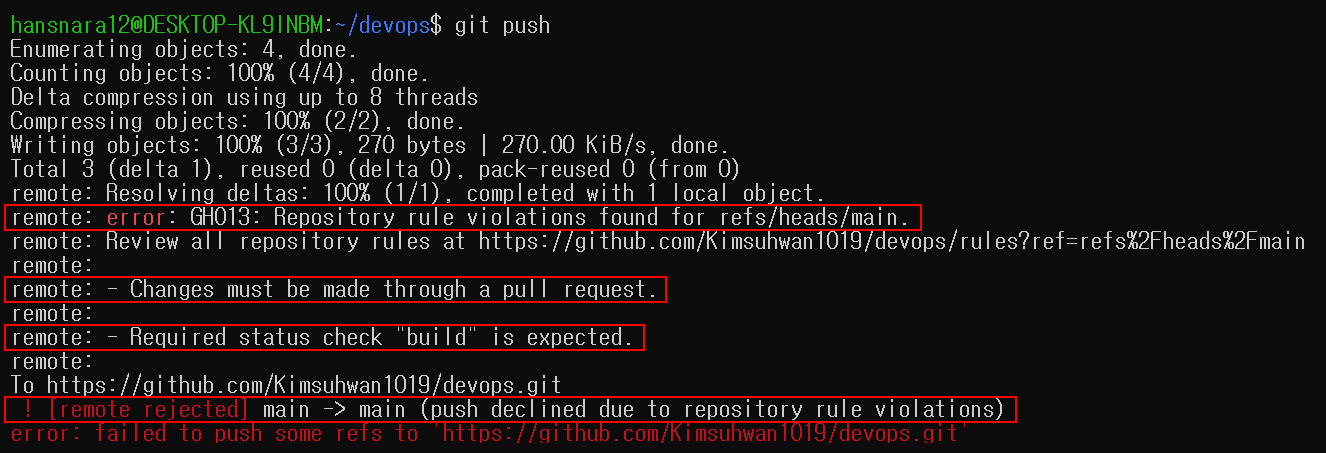 hansnara12@DESKTOP-KL9INBM:~/devops$ git push
Enumerating objects: 4, done.
Counting objects: 100% (4/4), done.
Delta compression using up to 8 threads
Compressing objects: 100% (2/2), done.
Writing objects: 100% (3/3), 270 bytes | 270.00 KiB/s, done.
Total 3 (delta 1), reused 0 (delta 0), pack-reused 0 (from 0)
remote: Resolving deltas: 100% (1/1), completed with 1 local object.
remote: error: GH013: Repository rule violations found for refs/heads/main.
remote: Review all repository rules at https://github.com/Kimsuhwan1019/devops/rules?ref=refs%2Fheads%2Fmain
remote:
remote: - Changes must be made through a pull request.
remote:
remote: - Required status check "build" is expected.
remote:
To https://github.com/Kimsuhwan1019/devops.git
! [remote rejected] main -> main (push declined due to repository rule violations)
error: failed to push some refs to 'https://github.com/Kimsuhwan1019/devops.git'